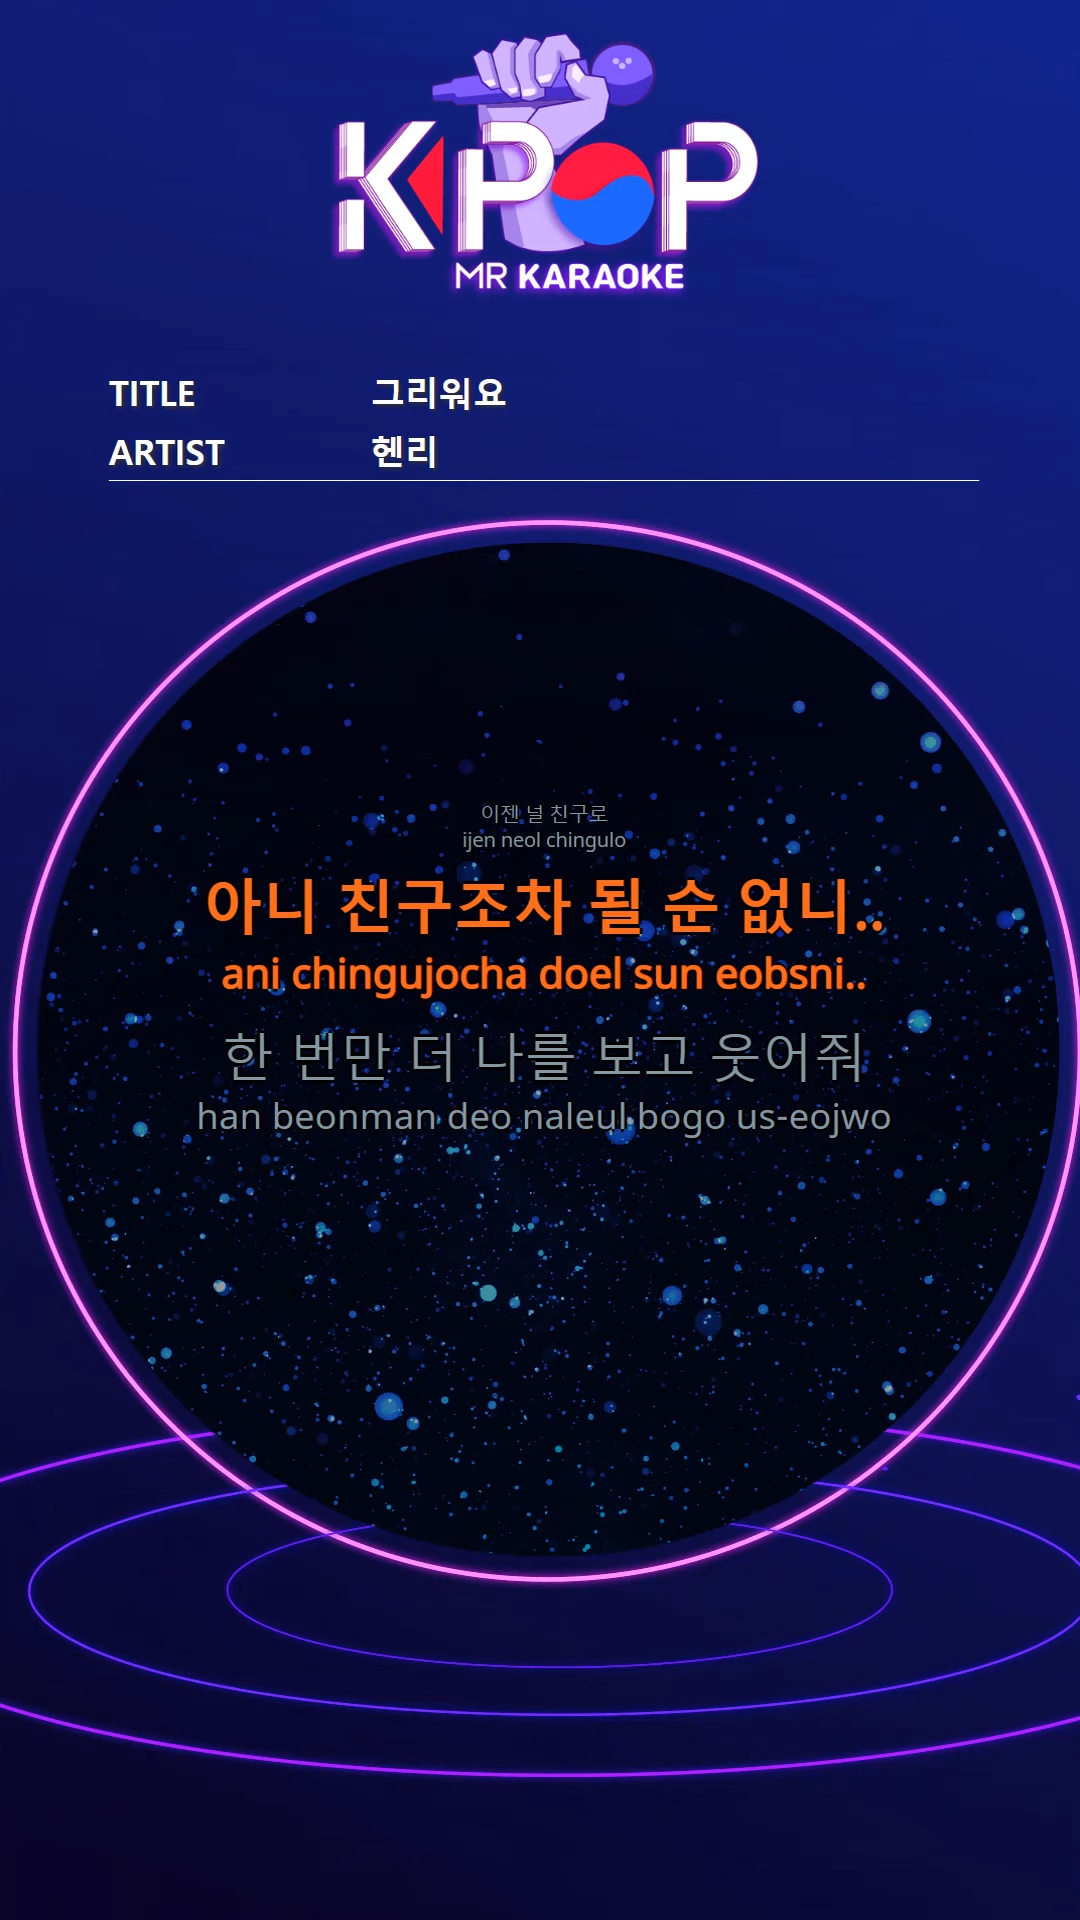 KPOP
MR KARAOKE
TITLE 그리워요
ARTIST 헨리
이젠 널 친구로
ijen neol chingulo
아니 친구조차 될 순 없니..
ani chingujocha doel sun eobsni..
한 번만 더 나를 보고 웃어줘
han beonman deo naleul bogo us-eojwo